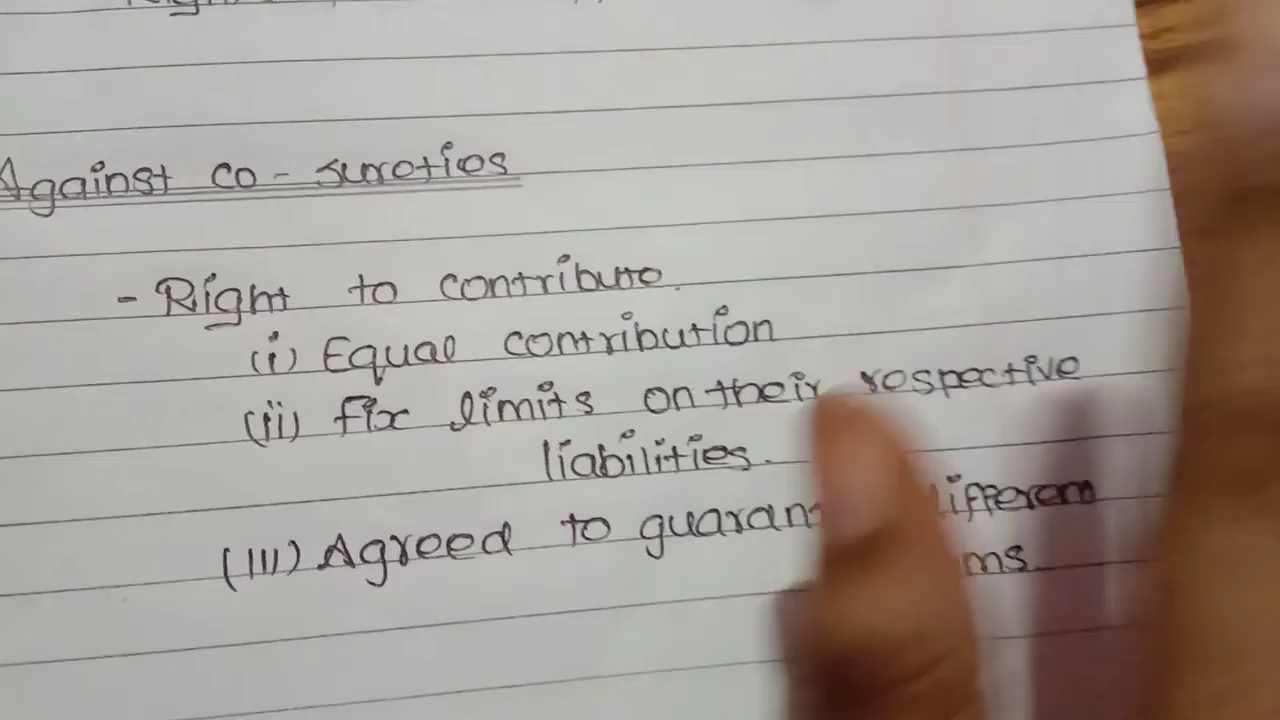 Against co - sureties
- Right to contribute.
(i) Equal contribution
(ii) fix limits on their respective
liabilities.
(III) Agreed to